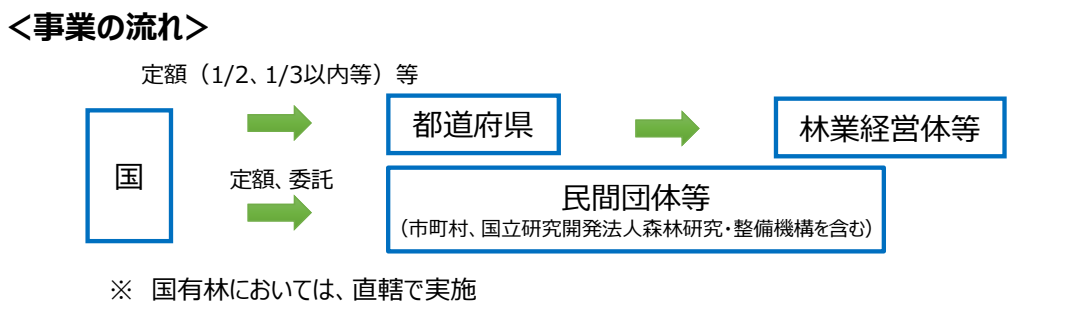 ＜事業の流れ＞
定額（1/2、1/3以内等）等
都道府県
林業経営体等
国
定額、委託
民間団体等
（市町村、国立研究開発法人森林研究・整備機構を含む）
※　国有林においては、直轄で実施